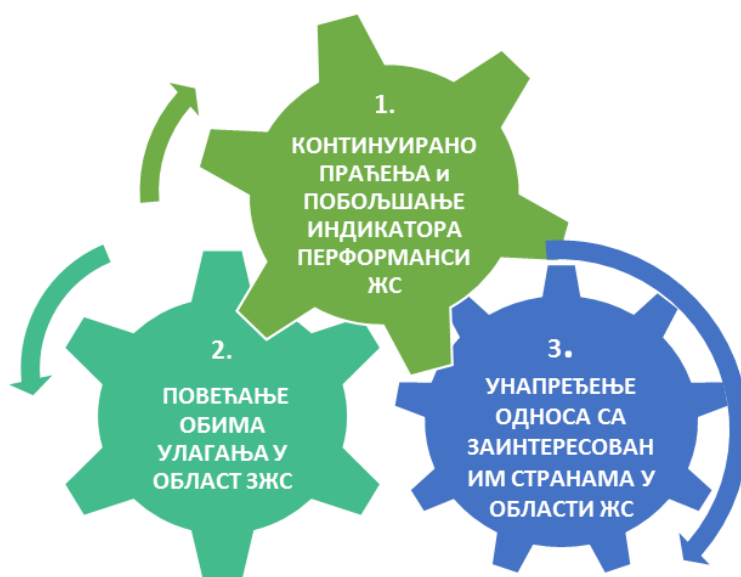 1.
КОНТИНУИРАНО
ПРАЋЕЊА и
ПОБОЉШАЊЕ
ИНДИКАТОРА
ПЕРФОРМАНСИ
ЖС
2.
ПОВЕЋАЊЕ
ОБИМА
УЛАГАЊА У
ОБЛАСТ ЗЖС
3.
УНАПРЕЂЕЊЕ
ОДНОСА СА
ЗАИНТЕРЕСОВАН
ИМ СТРАНАМА У
ОБЛАСТИ ЖС